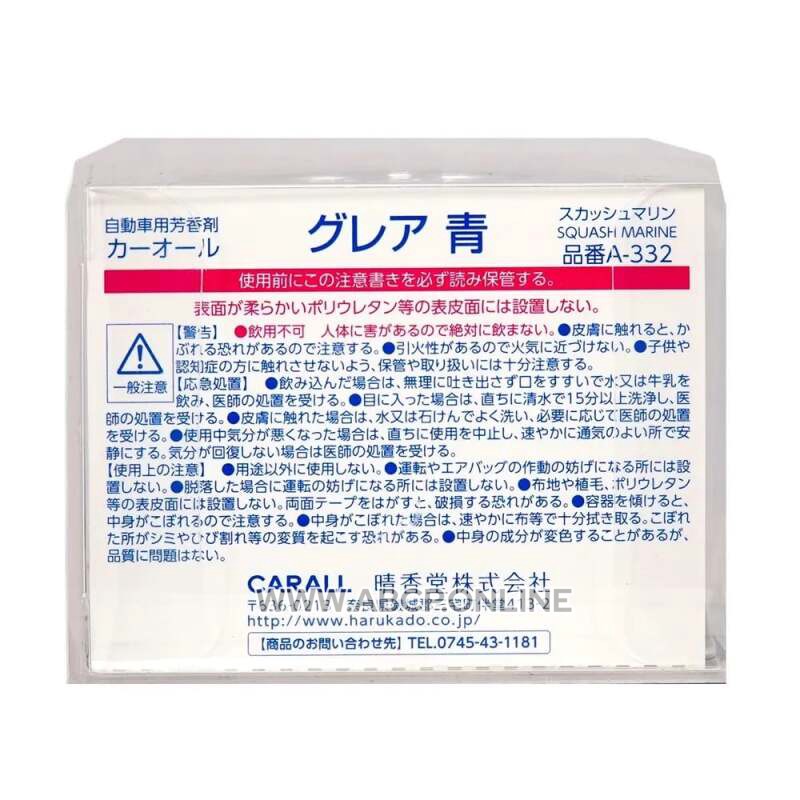 自動車用芳香剤
カーオール
グレア 青
スカッシュマリン
SQUASH MARINE
品番A-332
使用前にこの注意書きを必ず読み保管する。
表面が柔らかいポリウレタン等の表皮面には設置しない。
一般注意
【警告】 ●飲用不可 人体に害があるので絶対に飲まない。●皮膚に触れると、か
ぶれる恐れがあるので注意する。●引火性があるので火気に近づけない。●子供や
認知症の方に触れさせないよう、保管や取り扱いには十分注意する。
【応急処置】 ●飲み込んだ場合は、無理に吐き出さず口をすすいで水又は牛乳を
飲み、医師の処置を受ける。●目に入った場合は、直ちに清水で15分以上洗浄し、医
師の処置を受ける。●皮膚に触れた場合は、水又は石けんでよく洗い、必要に応じて医師の処置
を受ける。●使用中気分が悪くなった場合は、直ちに使用を中止し、速やかに通気のよい所で安
静にする。気分が回復しない場合は医師の処置を受ける。
【使用上の注意】 ●用途以外に使用しない。●運転やエアバッグの作動の妨げになる所には設
置しない。●脱落した場合に運転の妨げになる所には設置しない。●布地や植毛、ポリウレタン
等の表皮面には設置しない。両面テープをはがすと、破損する恐れがある。●容器を傾けると、
中身がこぼれるので注意する。●中身がこぼれた場合は、速やかに布等で十分拭き取る。こぼれ
た所がシミやひび割れ等の変質を起こす恐れがある。●中身の成分が変色することがあるが、
品質に問題はない。
CARALL 晴香堂株式会社
WWW.ABCPONLINE
〒636-0213
http://www.harukado.co.jp/
【商品のお問い合わせ先】 TEL.0745-43-1181